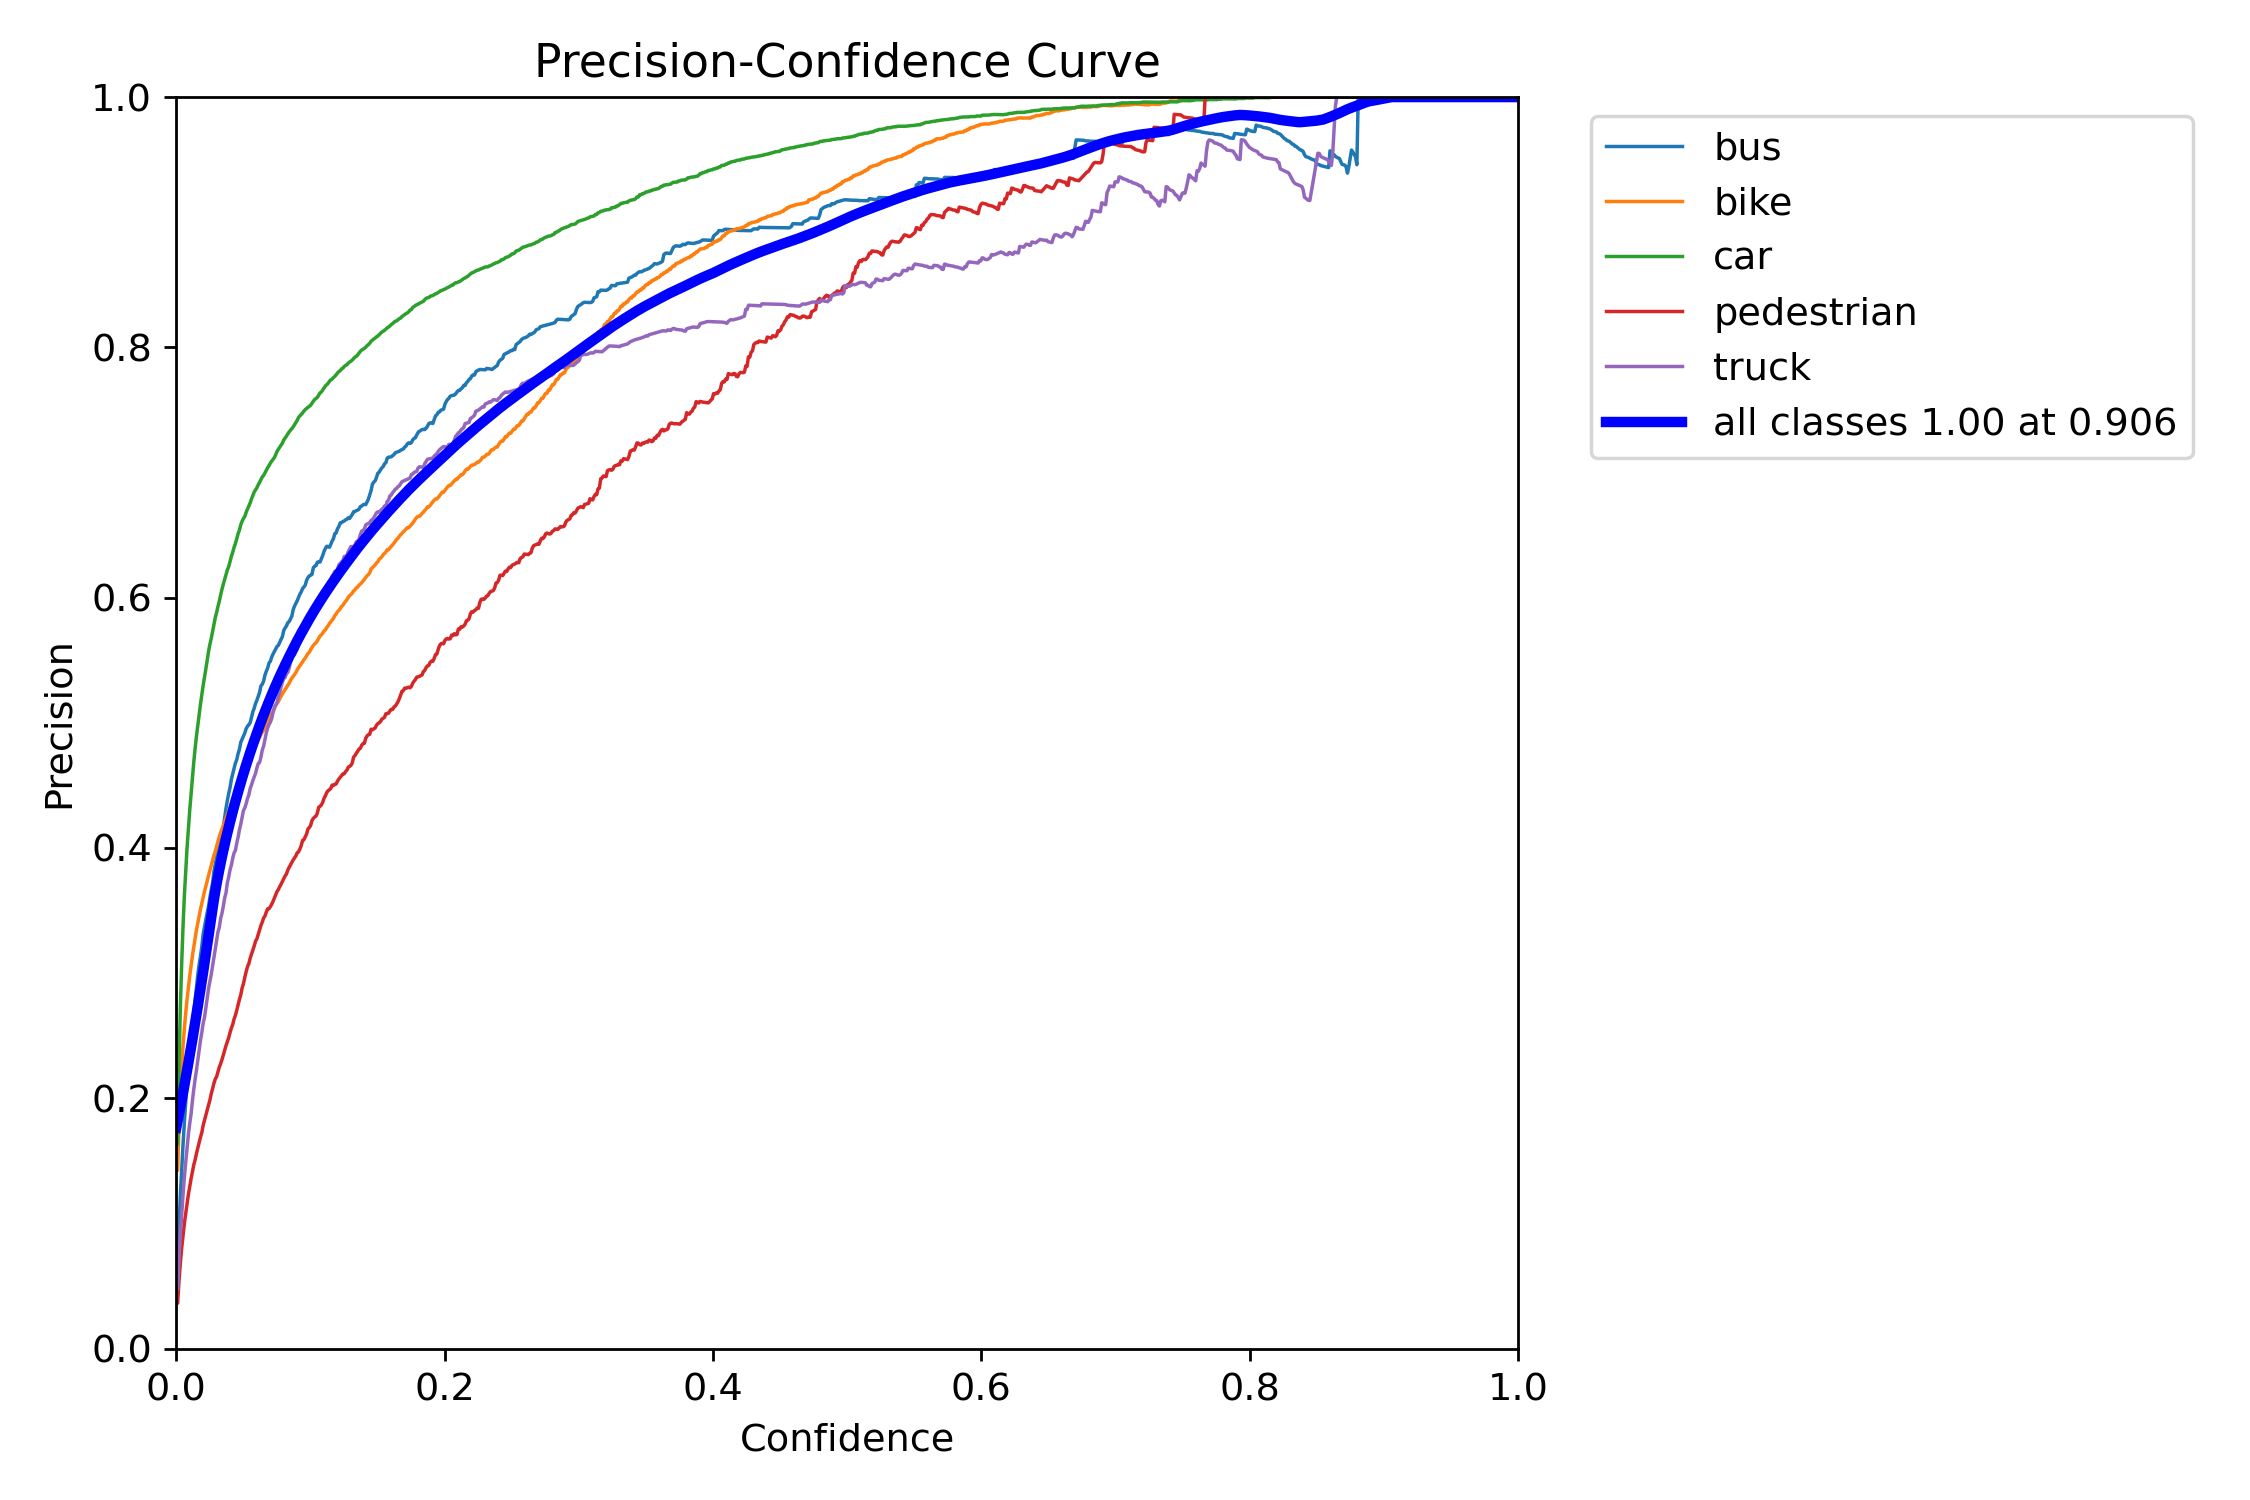 Precision-Confidence Curve
1.0
0.8
0.6
0.4
0.2
0.0
Precision
0.0 0.2 0.4 0.6 0.8 1.0
Confidence
bus
bike
car
pedestrian
truck
all classes 1.00 at 0.906